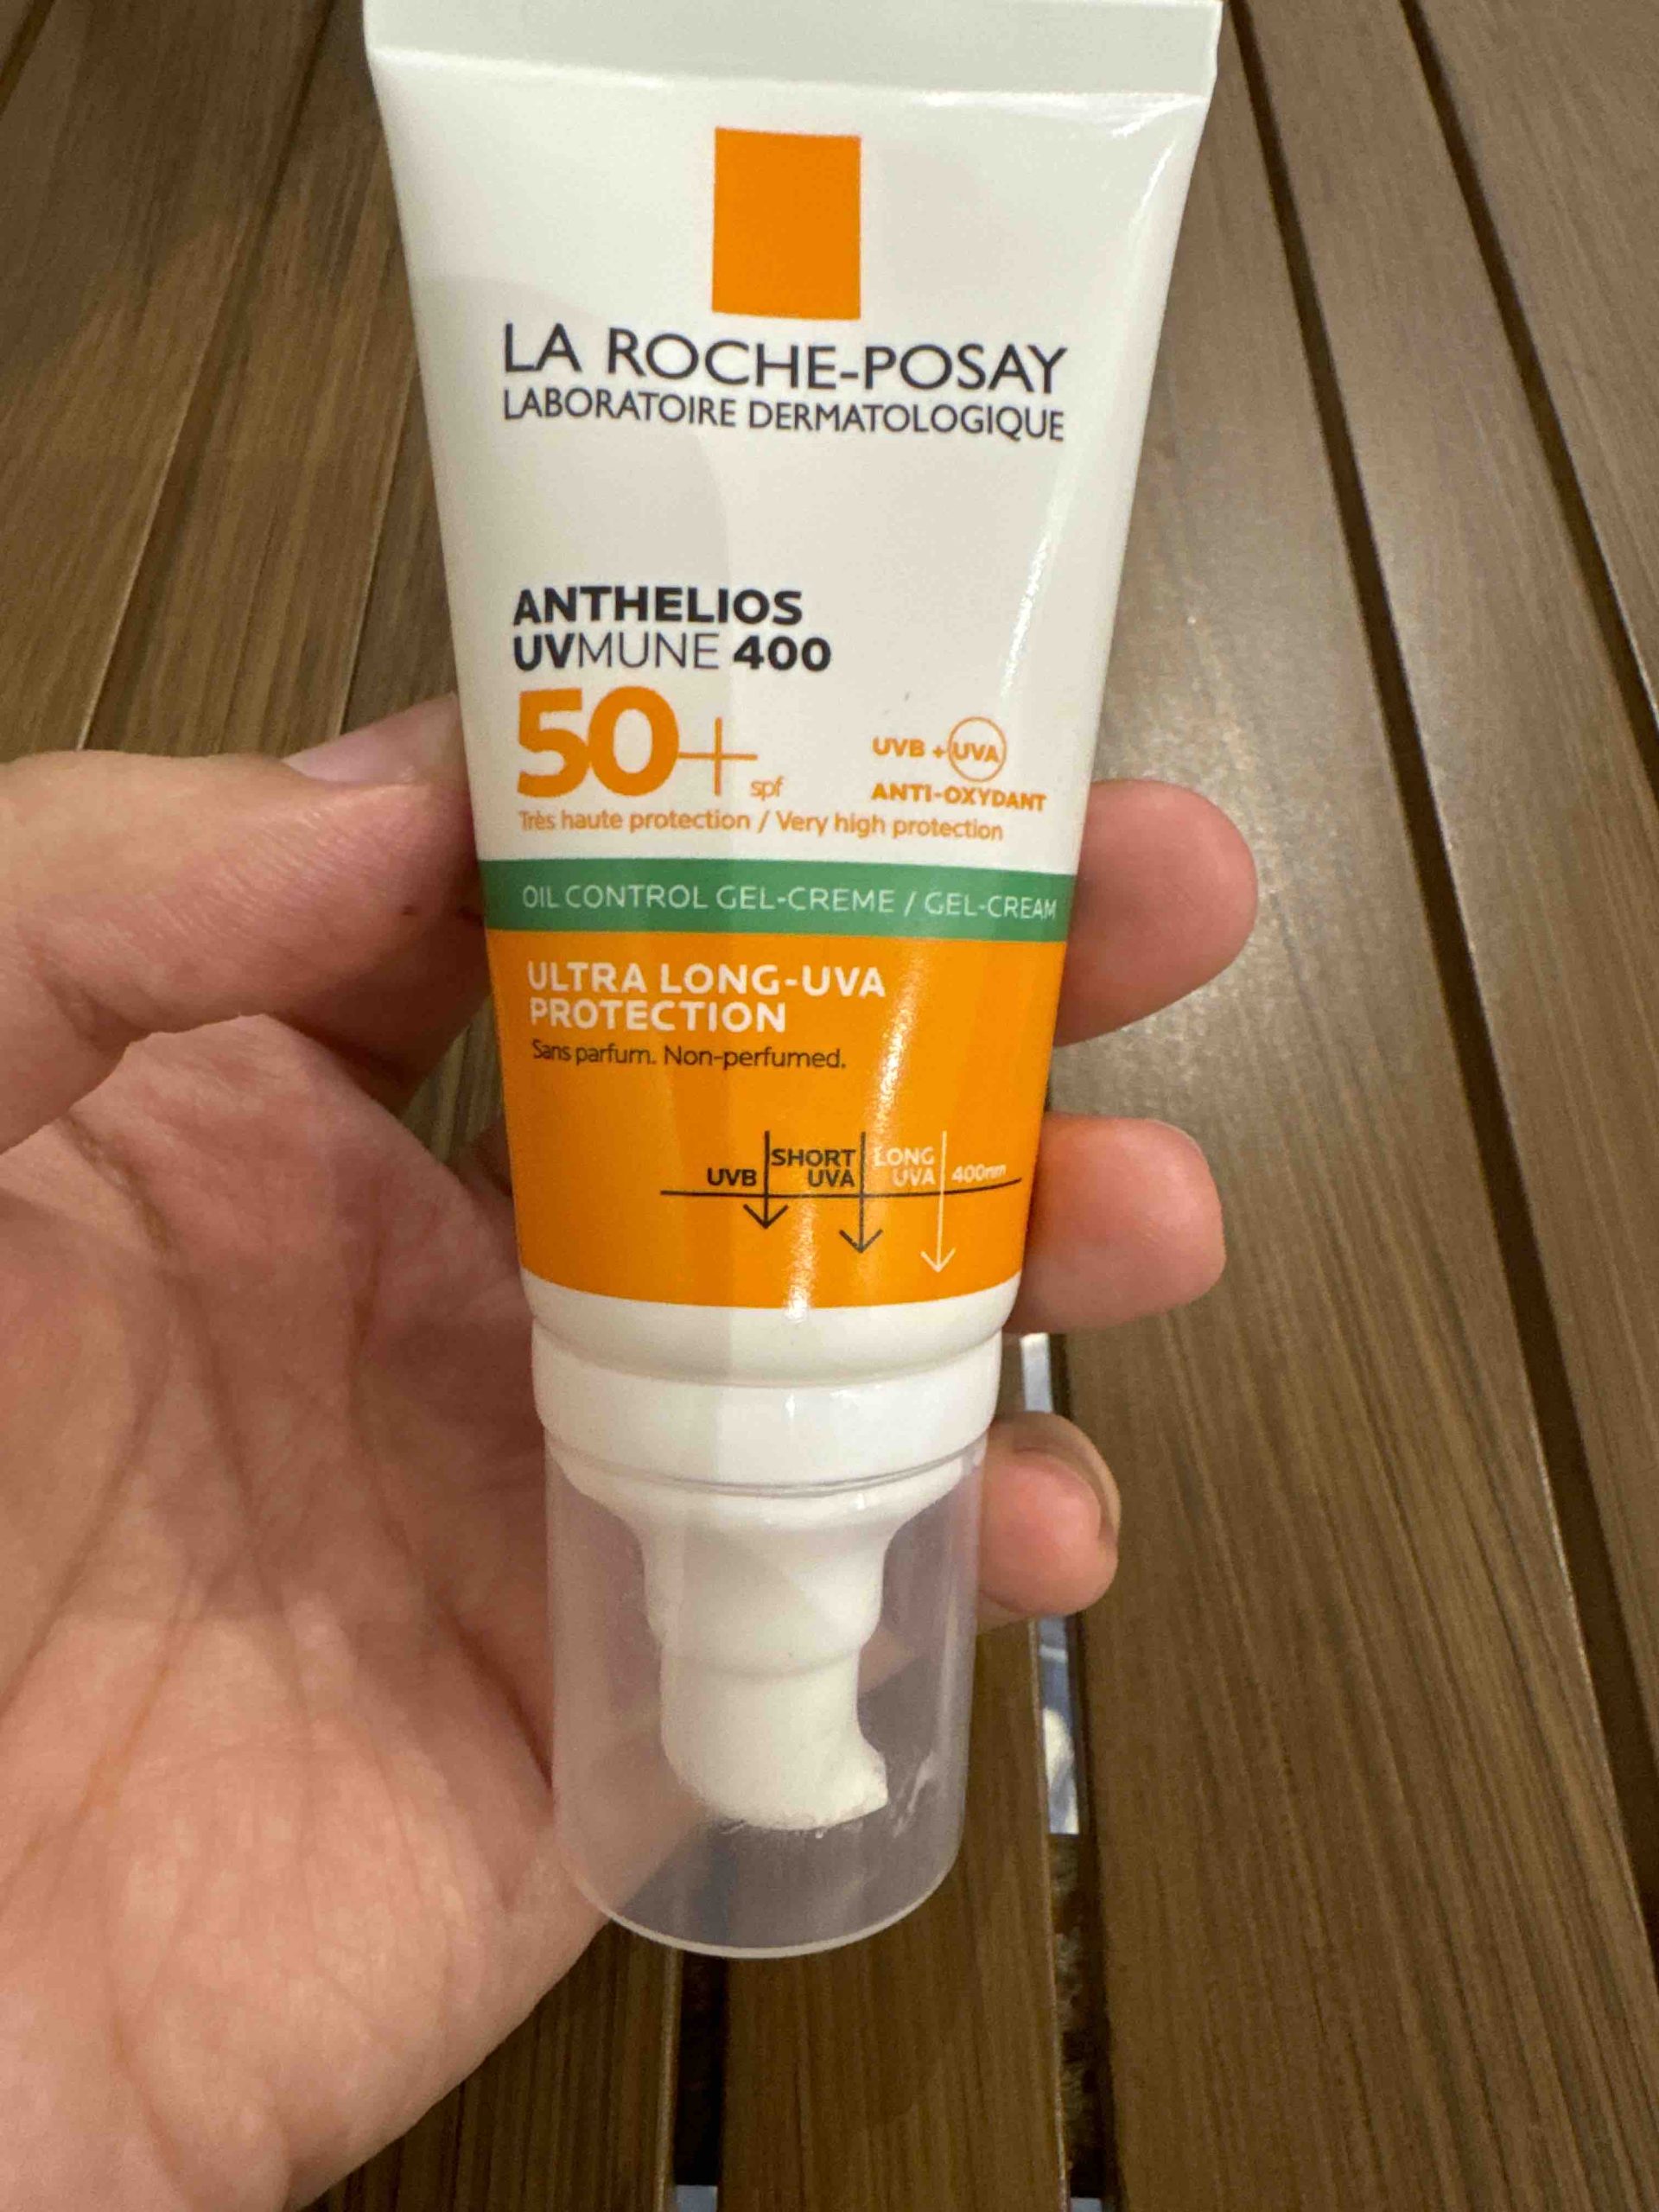 LA ROCHE-POSAY
LABORATOIRE DERMATOLOGIQUE
ANTHELIOS
UVMUNE 400
50+ spf
UVB + UVA
ANTI-OXYDANT
Très haute protection / Very high protection
OIL CONTROL GEL-CREME / GEL-CREAM
ULTRA LONG-UVA
PROTECTION
Sans parfum. Non-perfumed.
UVB
SHORT
UVA
LONG
UVA
400nm